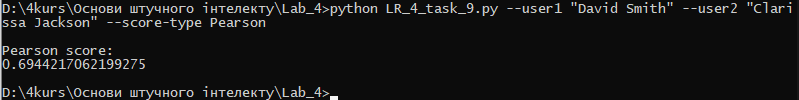 D:\4kurs\Основи штучного інтелекту\Lab_4>python LR_4_task_9.py --user1 "David Smith" --user2 "Clari
ssa Jackson" --score-type Pearson
Pearson score:
0.6944217062199275
D:\4kurs\Основи штучного інтелекту\Lab_4>